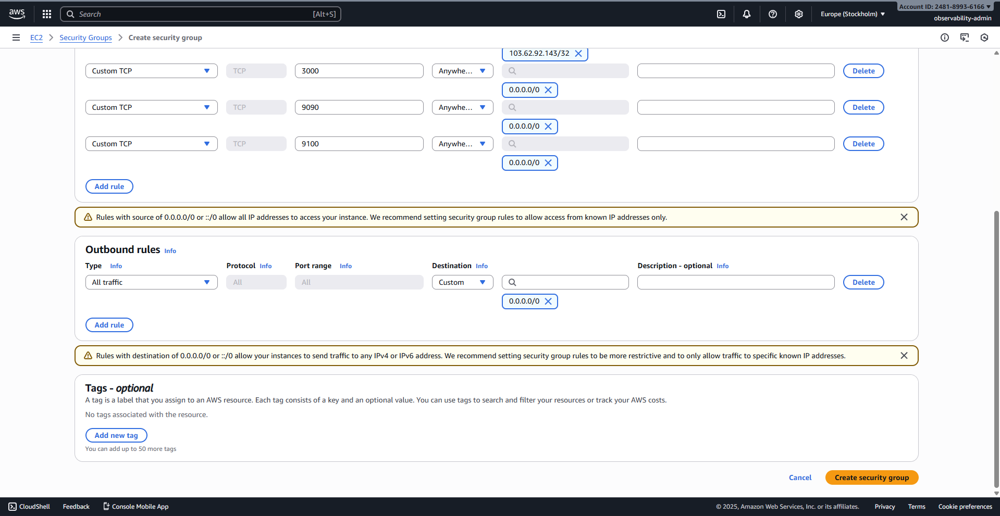 aws
Search [Alt+S]
Europe (Stockholm)
Account ID: 2481-8993-6166
observability-admin
EC2 Security Groups Create security group
103.62.92.143/32
Custom TCP TCP 3000 Anywhe... Delete
0.0.0.0/0
Custom TCP TCP 9090 Anywhe... Delete
0.0.0.0/0
Custom TCP TCP 9100 Anywhe... Delete
0.0.0.0/0
Add rule
Rules with source of 0.0.0.0/0 or ::/0 allow all IP addresses to access your instance. We recommend setting security group rules to allow access from known IP addresses only.
Outbound rules Info
Type Info Protocol Info Port range Info Destination Info Description - optional Info
All traffic All All Custom Delete
0.0.0.0/0
Add rule
Rules with destination of 0.0.0.0/0 or ::/0 allow your instances to send traffic to any IPv4 or IPv6 address. We recommend setting security group rules to be more restrictive and to only allow traffic to specific known IP addresses.
Tags - optional
A tag is a label that you assign to an AWS resource. Each tag consists of a key and an optional value. You can use tags to search and filter your resources or track your AWS costs.
No tags associated with the resource.
Add new tag
You can add up to 50 more tags
Cancel Create security group
CloudShell Feedback Console Mobile App © 2025, Amazon Web Services, Inc. or its affiliates. Privacy Terms Cookie preferences